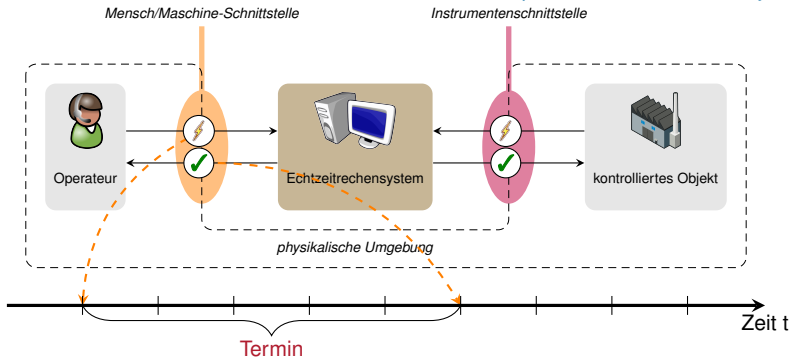 Mensch/Maschine-Schnittstelle
Instrumentenschnittstelle
Operateur
Echtzeitrechensystem
kontrolliertes Objekt
physikalische Umgebung
Zeit t
Termin